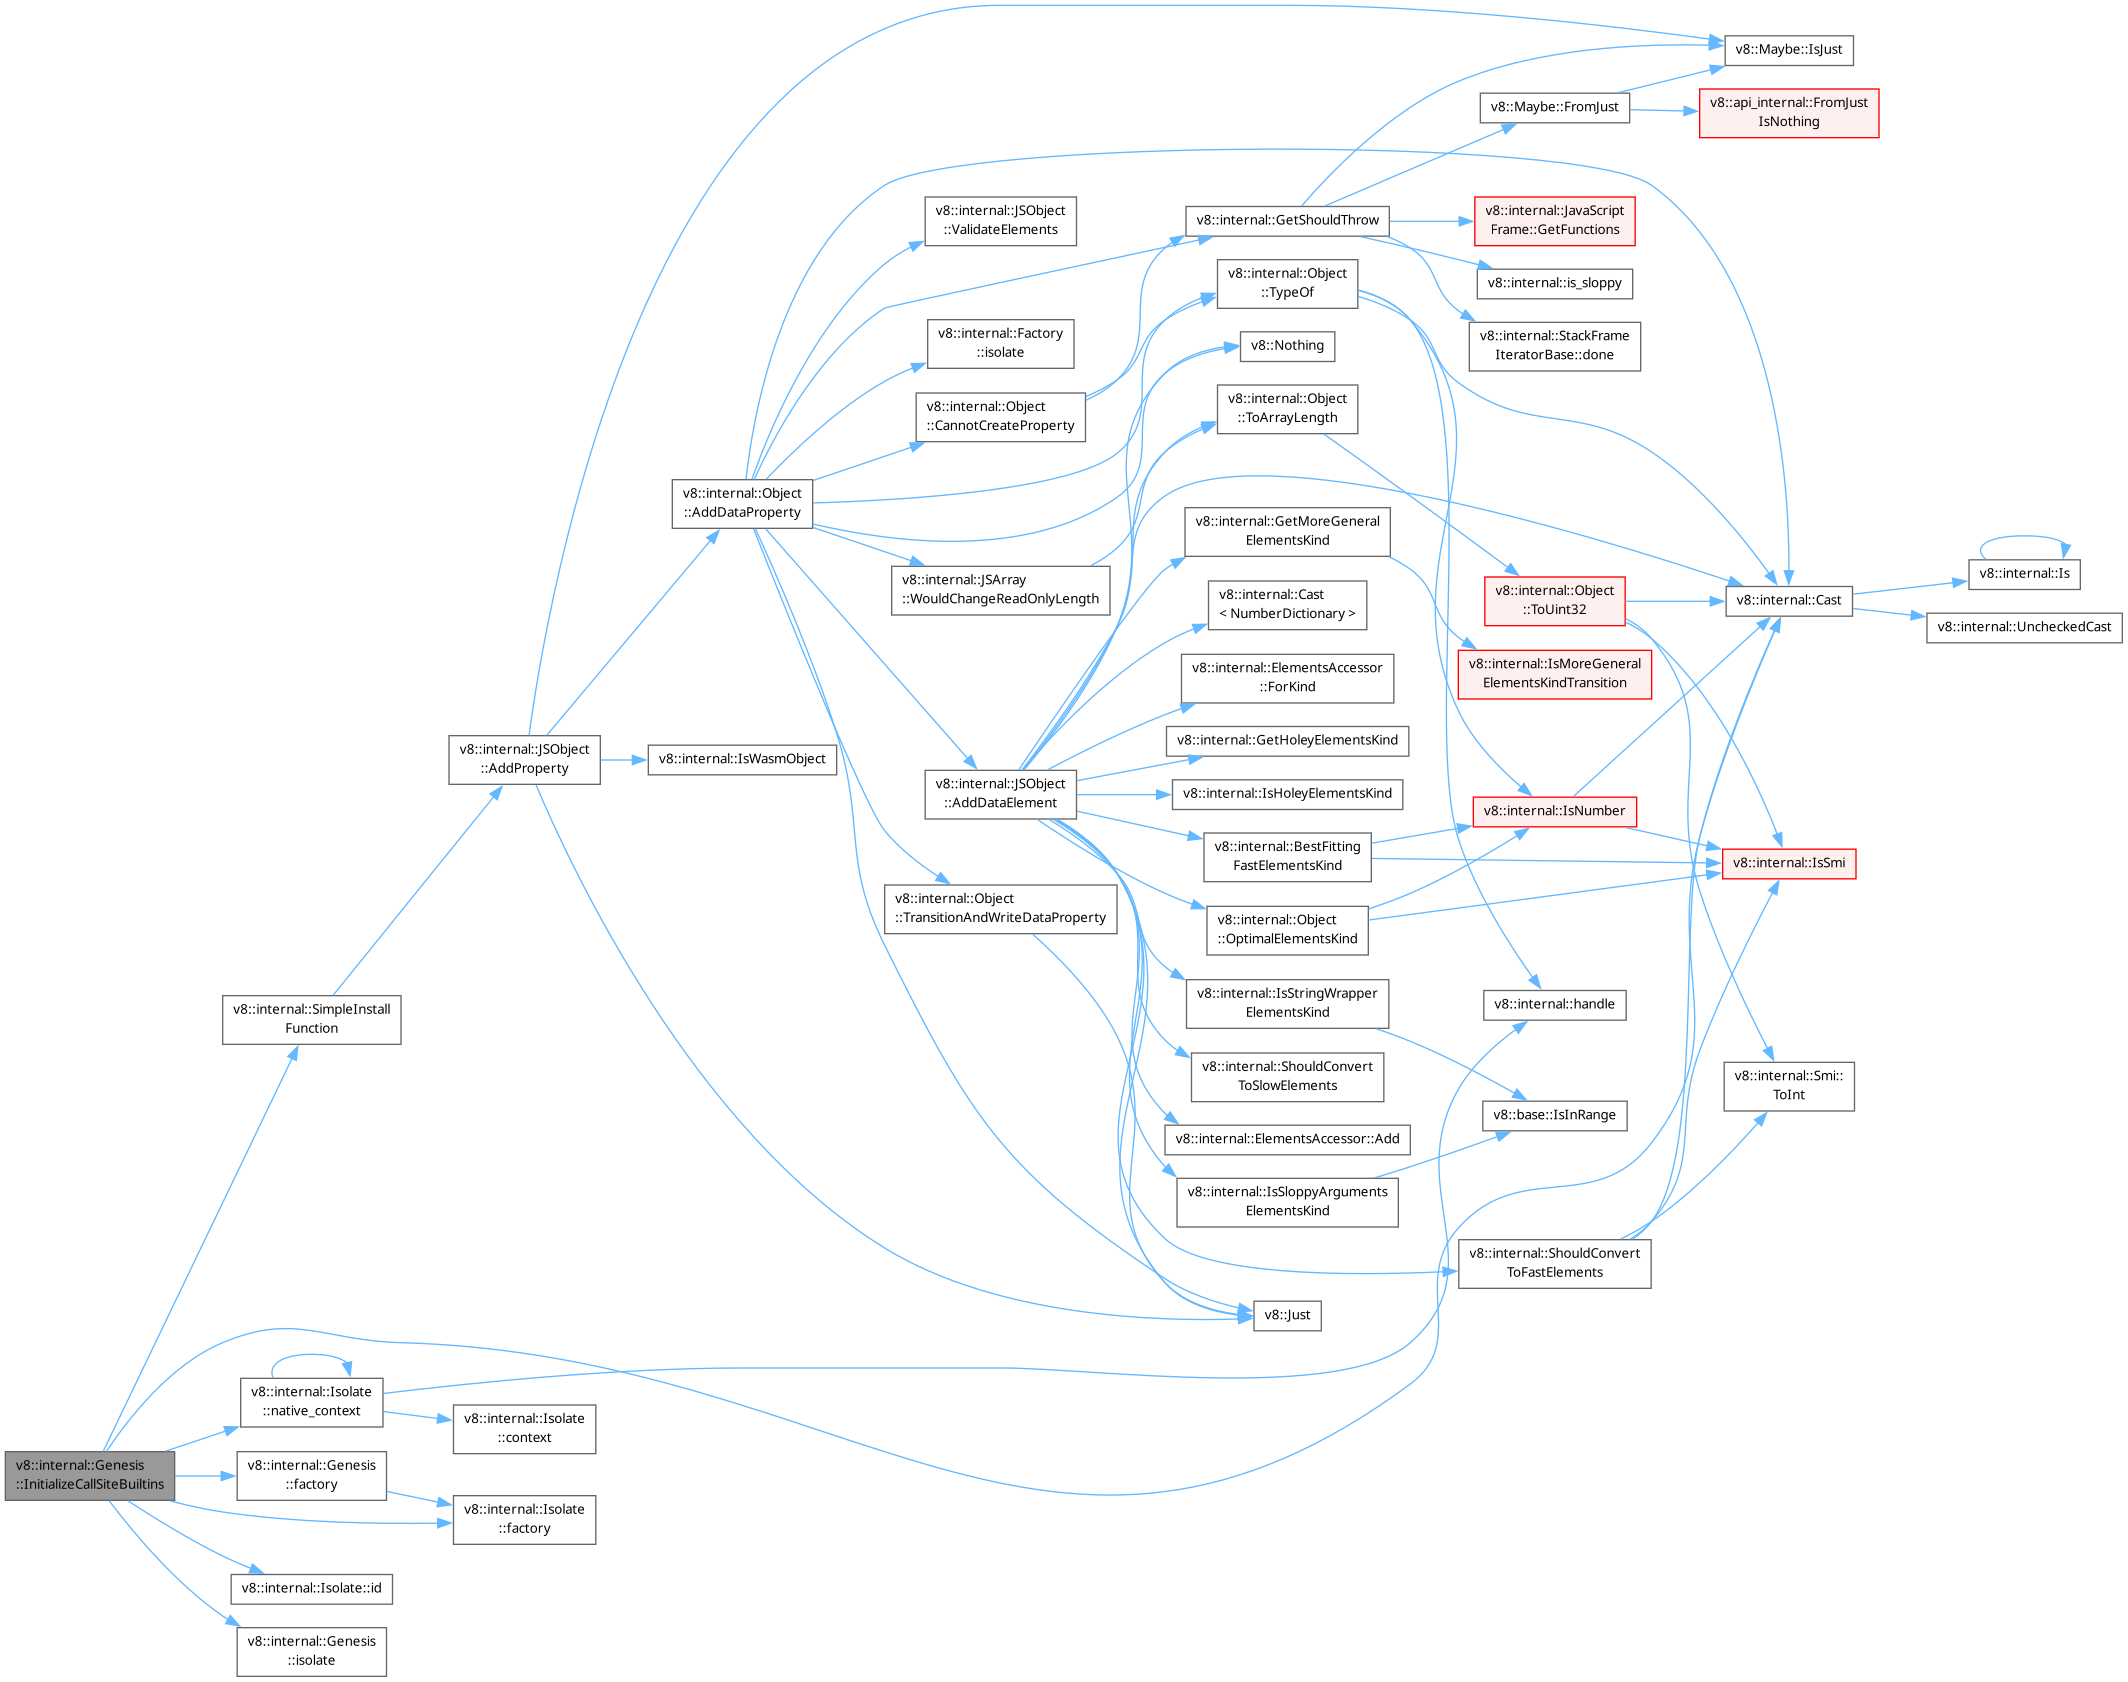 v8::Maybe::IsJust
v8::Maybe::FromJust
v8::api_internal::FromJust
IsNothing
v8::internal::JSObject
::ValidateElements
v8::internal::GetShouldThrow
v8::internal::JavaScript
Frame::GetFunctions
v8::internal::Object
::TypeOf
v8::internal::is_sloppy
v8::internal::Factory
::isolate
v8::Nothing
v8::internal::StackFrame
IteratorBase::done
v8::internal::Object
::CannotCreateProperty
v8::internal::Object
::ToArrayLength
v8::internal::Object
::AddDataProperty
v8::internal::GetMoreGeneral
ElementsKind
v8::internal::JSArray
::WouldChangeReadOnlyLength
v8::internal::Cast
< NumberDictionary >
v8::internal::Object
::ToUint32
v8::internal::Cast
v8::internal::Is
v8::internal::UncheckedCast
v8::internal::ElementsAccessor
::ForKind
v8::internal::IsMoreGeneral
ElementsKindTransition
v8::internal::JSObject
::AddProperty
v8::internal::IsWasmObject
v8::internal::GetHoleyElementsKind
v8::internal::JSObject
::AddDataElement
v8::internal::IsHoleyElementsKind
v8::internal::IsNumber
v8::internal::BestFitting
FastElementsKind
v8::internal::IsSmi
v8::internal::Object
::TransitionAndWriteDataProperty
v8::internal::Object
::OptimalElementsKind
v8::internal::SimpleInstall
Function
v8::internal::IsStringWrapper
ElementsKind
v8::internal::handle
v8::internal::ShouldConvert
ToSlowElements
v8::internal::Smi::
ToInt
v8::base::IsInRange
v8::internal::ElementsAccessor::Add
v8::internal::IsSloppyArguments
ElementsKind
v8::internal::ShouldConvert
ToFastElements
v8::Just
v8::internal::Isolate
::native_context
v8::internal::Isolate
::context
v8::internal::Genesis
::InitializeCallSiteBuiltins
v8::internal::Genesis
::factory
v8::internal::Isolate
::factory
v8::internal::Isolate::id
v8::internal::Genesis
::isolate